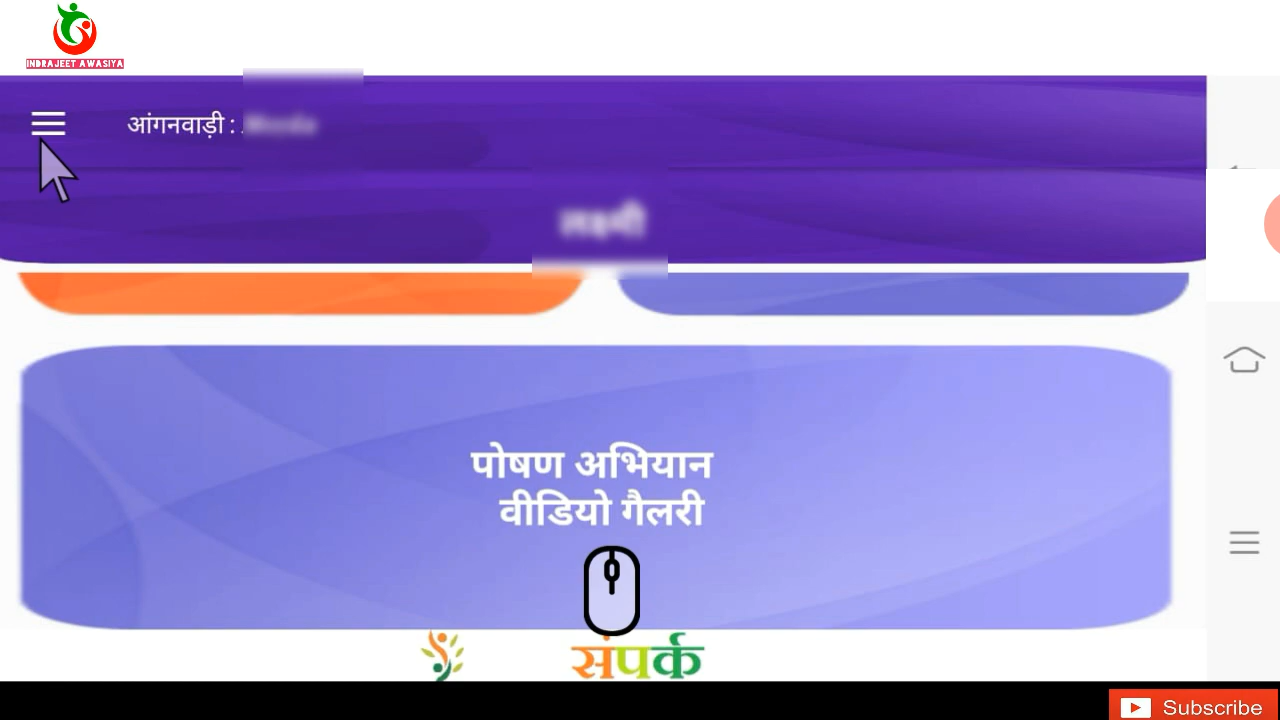 INDRAJEET AWASIYA
आंगनवाड़ी :
पोषण अभियान
वीडियो गैलरी
संपर्क
Subscribe